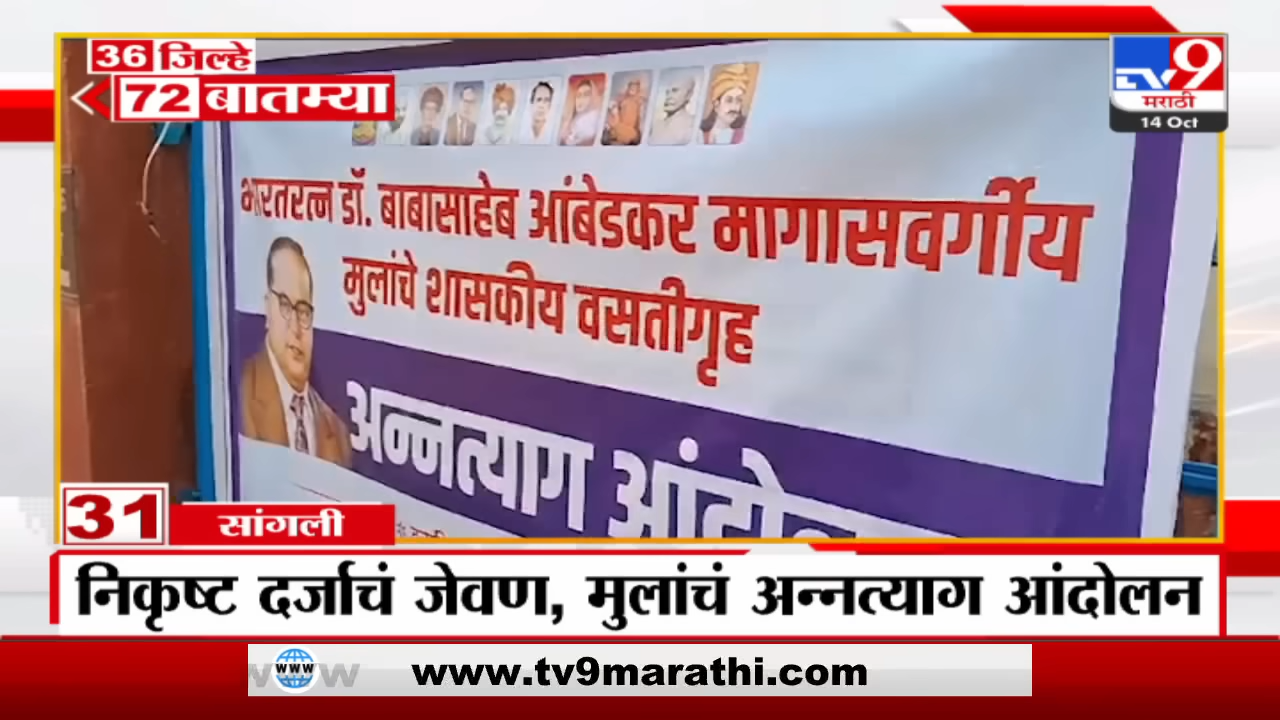 36 जिल्हे
72 बातम्या
TV9
मराठी
14 Oct
भारतरत्न डॉ. बाबासाहेब आंबेडकर मागासवर्गीय
मुलांचे शासकीय वसतीगृह
अन्नत्याग
31
सांगली
निकृष्ट दर्जाचं जेवण, मुलांचं अन्नत्याग आंदोलन
www
www.tv9marathi.com